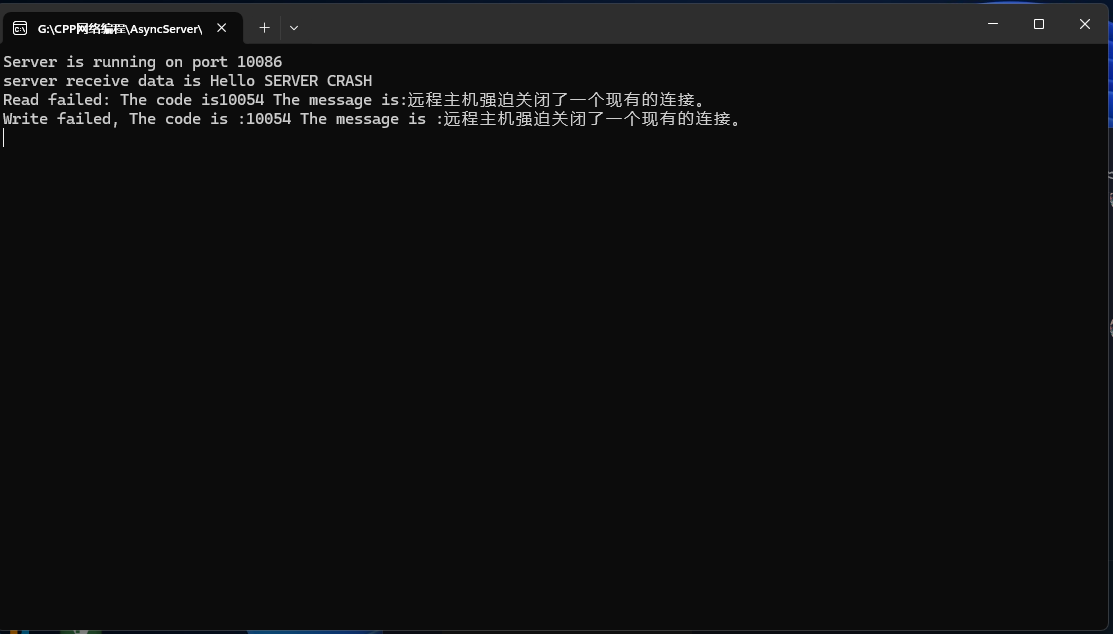 G:\CPP网络编程\AsyncServer\
Server is running on port 10086
server receive data is Hello SERVER CRASH
Read failed: The code is10054 The message is:远程主机强迫关闭了一个现有的连接。
Write failed, The code is :10054 The message is :远程主机强迫关闭了一个现有的连接。